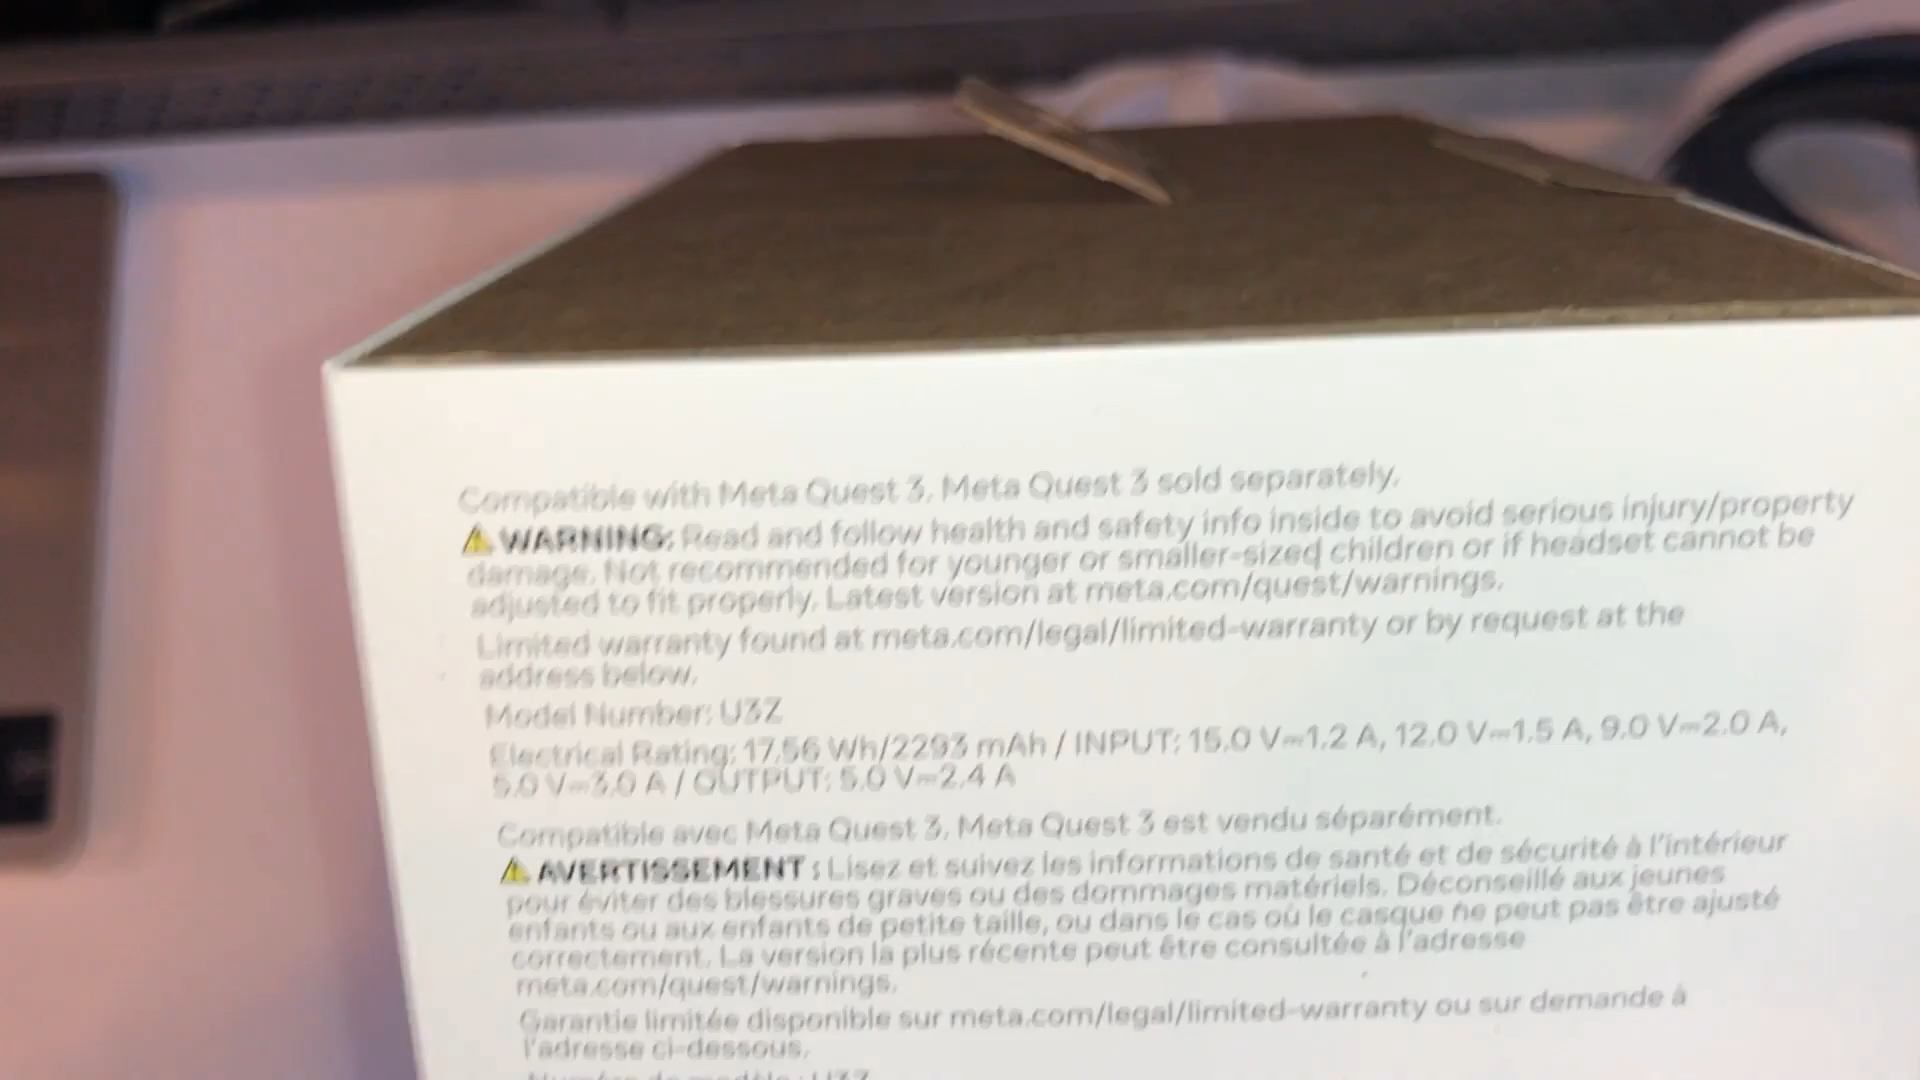 Compatible with Meta Quest 3. Meta Quest 3 sold separately.
⚠ WARNING: Read and follow health and safety info inside to avoid serious injury/property
damage. Not recommended for younger or smaller-sized children or if headset cannot be
adjusted to fit properly. Latest version at meta.com/quest/warnings.
Limited warranty found at meta.com/legal/limited-warranty or by request at the
address below.
Model Number: U3Z
Electrical Rating: 17.56 Wh/2293 mAh / INPUT: 15.0 V⎓1.2 A, 12.0 V⎓1.5 A, 9.0 V⎓2.0 A,
5.0 V⎓3.0 A / OUTPUT: 5.0 V⎓2.4 A
Compatible avec Meta Quest 3. Meta Quest 3 est vendu séparément.
⚠ AVERTISSEMENT : Lisez et suivez les informations de santé et de sécurité à l'intérieur
pour éviter des blessures graves ou des dommages matériels. Déconseillé aux jeunes
enfants ou aux enfants de petite taille, ou dans le cas où le casque ne peut pas être ajusté
correctement. La version la plus récente peut être consultée à l'adresse
meta.com/quest/warnings.
Garantie limitée disponible sur meta.com/legal/limited-warranty ou sur demande à
l'adresse ci-dessous.
Numéro de modèle : U3Z